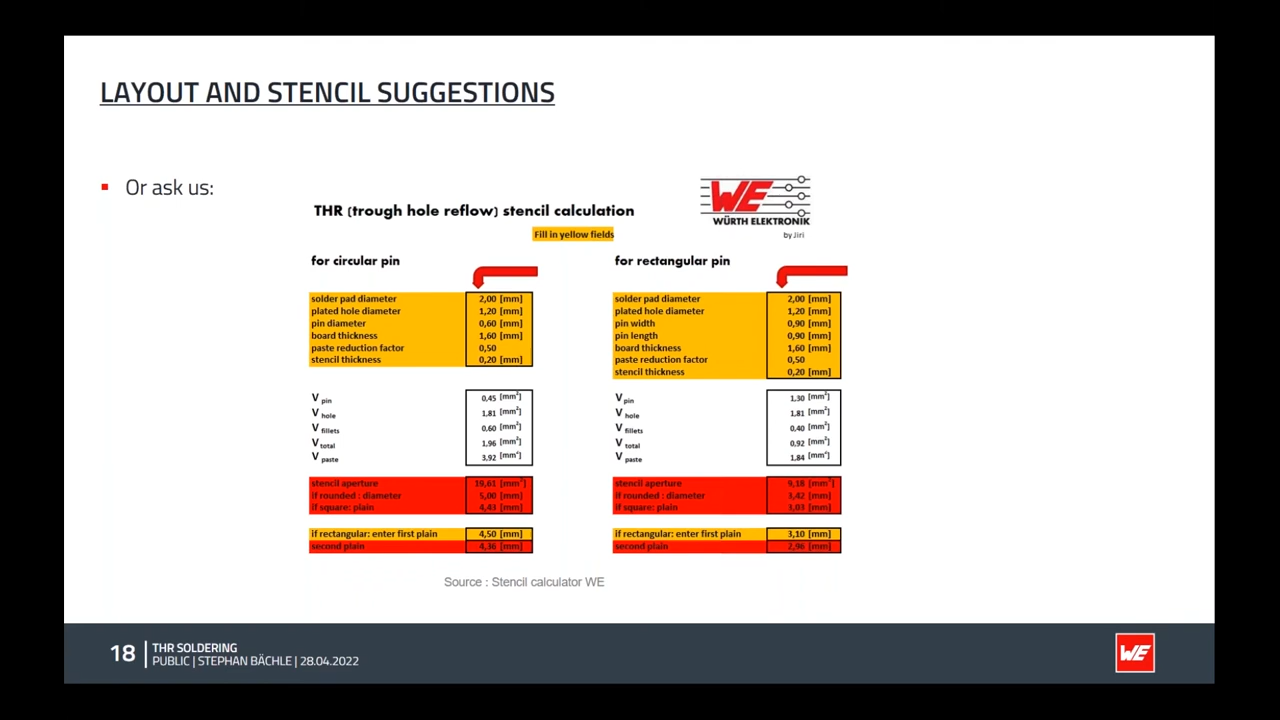 LAYOUT AND STENCIL SUGGESTIONS
Or ask us:
THR (trough hole reflow) stencil calculation
Fill in yellow fields
WE
WÜRTH ELEKTRONIK
by Jiri
for circular pin
solder pad diameter 2,00 [mm]
plated hole diameter 1,20 [mm]
pin diameter 0,60 [mm]
board thickness 1,60 [mm]
paste reduction factor 0,50
stencil thickness 0,20 [mm]
V pin 0,45 [mm³]
V hole 1,81 [mm³]
V fillets 0,60 [mm³]
V total 1,96 [mm³]
V paste 3,92 [mm³]
stencil aperture 19,61 [mm²]
if rounded : diameter 5,00 [mm]
if square: plain 4,43 [mm]
if rectangular: enter first plain 4,50 [mm]
second plain 4,36 [mm]
for rectangular pin
solder pad diameter 2,00 [mm]
plated hole diameter 1,20 [mm]
pin width 0,90 [mm]
pin length 0,90 [mm]
board thickness 1,60 [mm]
paste reduction factor 0,50
stencil thickness 0,20 [mm]
V pin 1,30 [mm³]
V hole 1,81 [mm³]
V fillets 0,40 [mm³]
V total 0,92 [mm³]
V paste 1,84 [mm³]
stencil aperture 9,18 [mm²]
if rounded : diameter 3,42 [mm]
if square: plain 3,03 [mm]
if rectangular: enter first plain 3,10 [mm]
second plain 2,96 [mm]
Source : Stencil calculator WE
18
THR SOLDERING
PUBLIC | STEPHAN BÄCHLE | 28.04.2022
WE